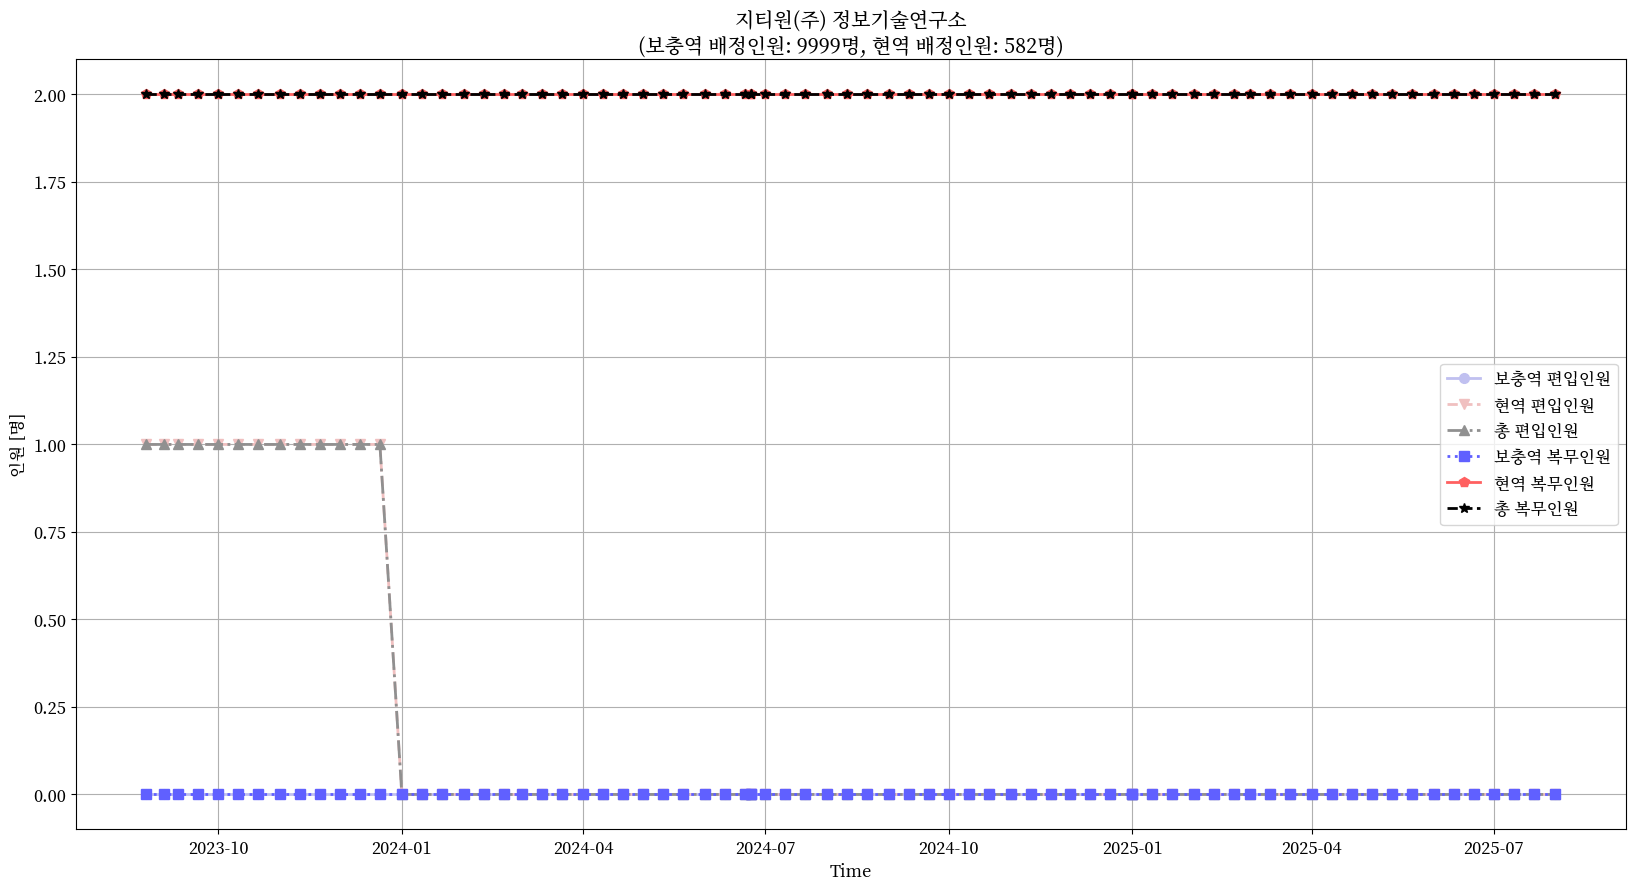 지티원(주) 정보기술연구소
(보충역 배정인원: 9999명, 현역 배정인원: 582명)
2.00
1.75
1.50
1.25
1.00
0.75
0.50
0.25
0.00
인원 [명]
보충역 편입인원
현역 편입인원
총 편입인원
보충역 복무인원
현역 복무인원
총 복무인원
2023-10
2024-01
2024-04
2024-07
2024-10
2025-01
2025-04
2025-07
Time